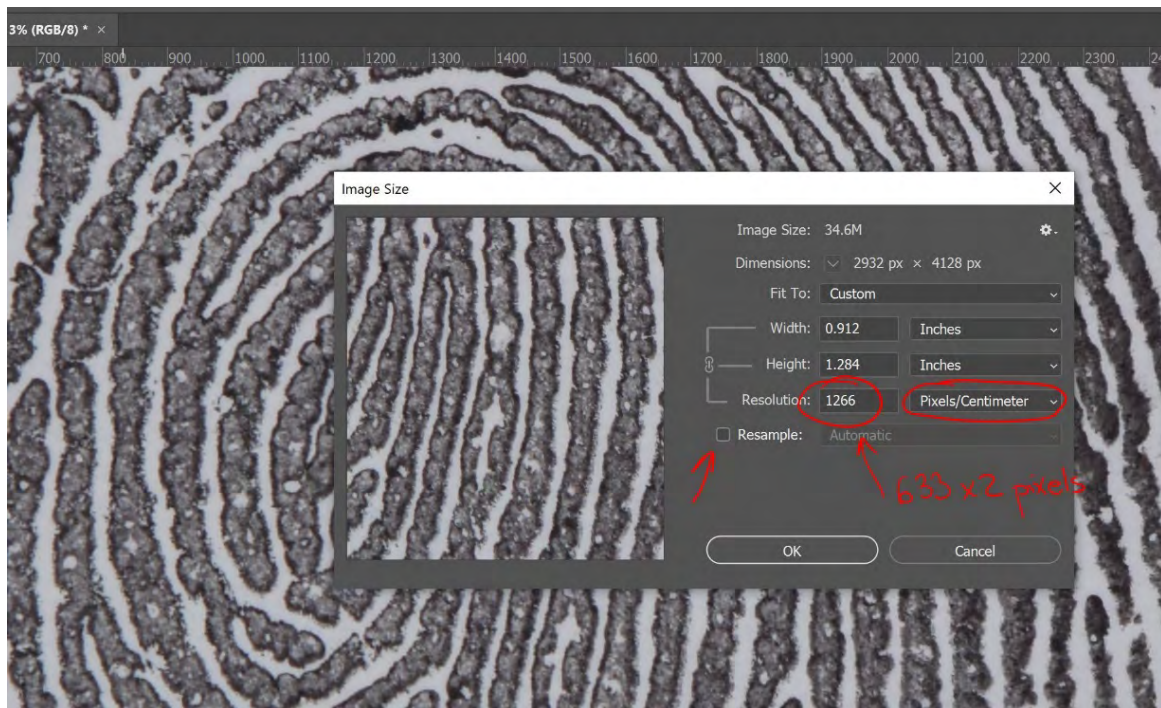 3% (RGB/8) * ×
700 800 900 1000 1100 1200 1300 1400 1500 1600 1700 1800 1900 2000 2100 2200 2300 24
Image Size ×
Image Size: 34.6M
Dimensions: 2932 px × 4128 px
Fit To: Custom
Width: 0.912 Inches
Height: 1.284 Inches
Resolution: 1266 Pixels/Centimeter
Resample: Automatic
633 x 2 pixels
OK Cancel